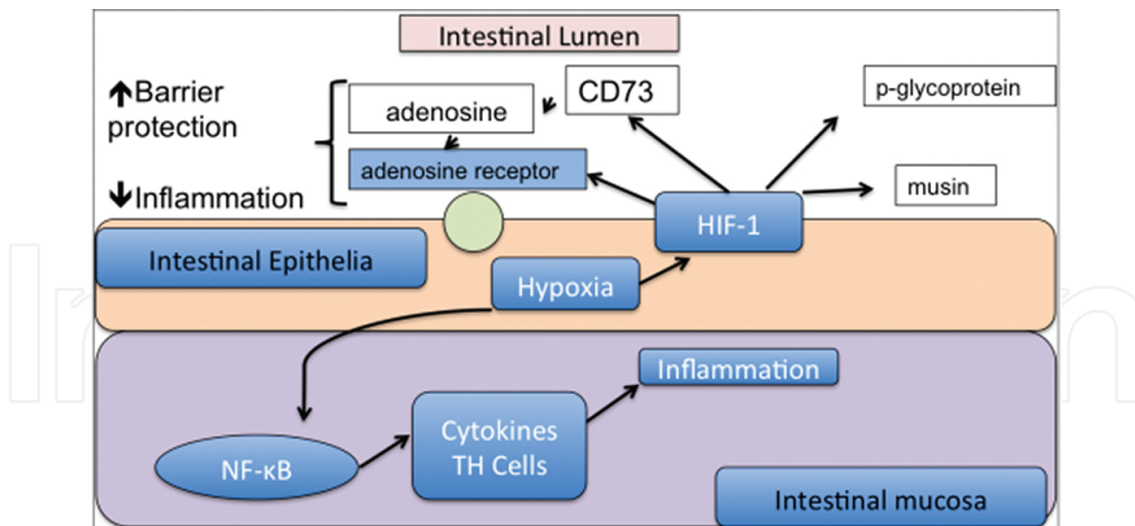 Intestinal Lumen
↑Barrier
protection
↓Inflammation
adenosine
CD73
p-glycoprotein
adenosine receptor
musin
HIF-1
Intestinal Epithelia
Hypoxia
Inflammation
Cytokines
TH Cells
NF-κB
Intestinal mucosa